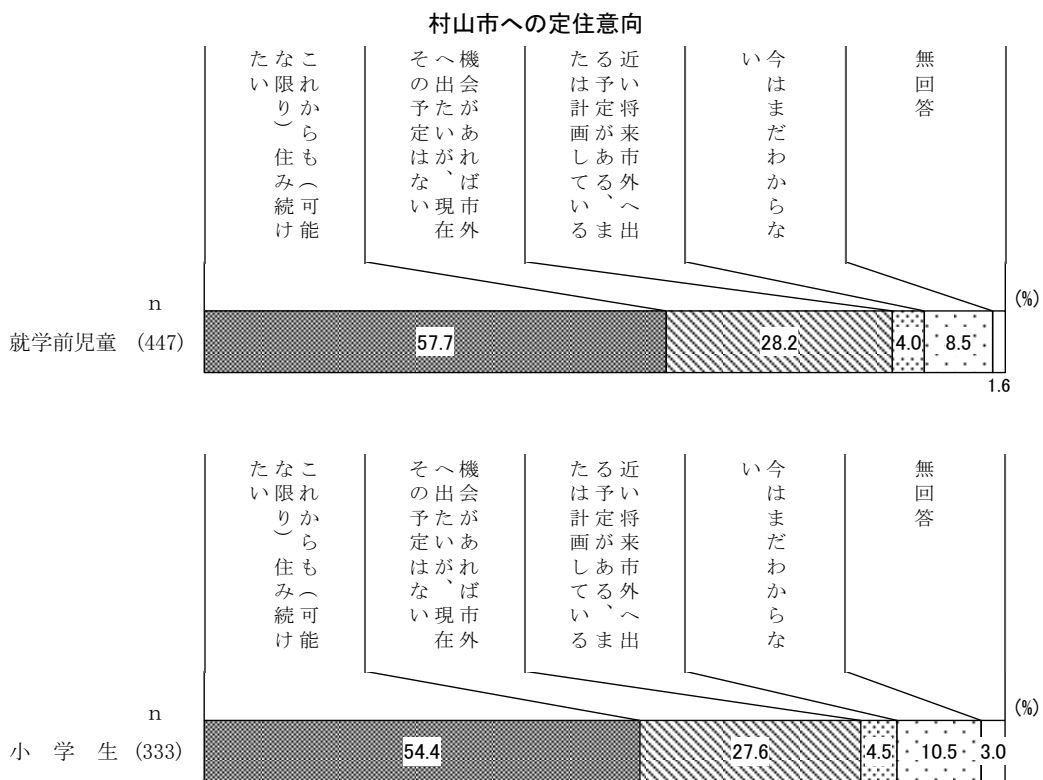 村山市への定住意向
これからも（可能
な限り）住み続け
たい
機会があれば市外
へ出たいが、現在
その予定はない
近い将来市外へ出
る予定がある、ま
たは計画している
今はまだわからな
い
無回答
(%)
n
就学前児童 (447)
57.7
28.2
4.0
8.5
1.6
これからも（可能
な限り）住み続け
たい
機会があれば市外
へ出たいが、現在
その予定はない
近い将来市外へ出
る予定がある、ま
たは計画している
今はまだわからな
い
無回答
(%)
n
小学生 (333)
54.4
27.6
4.5
10.5
3.0